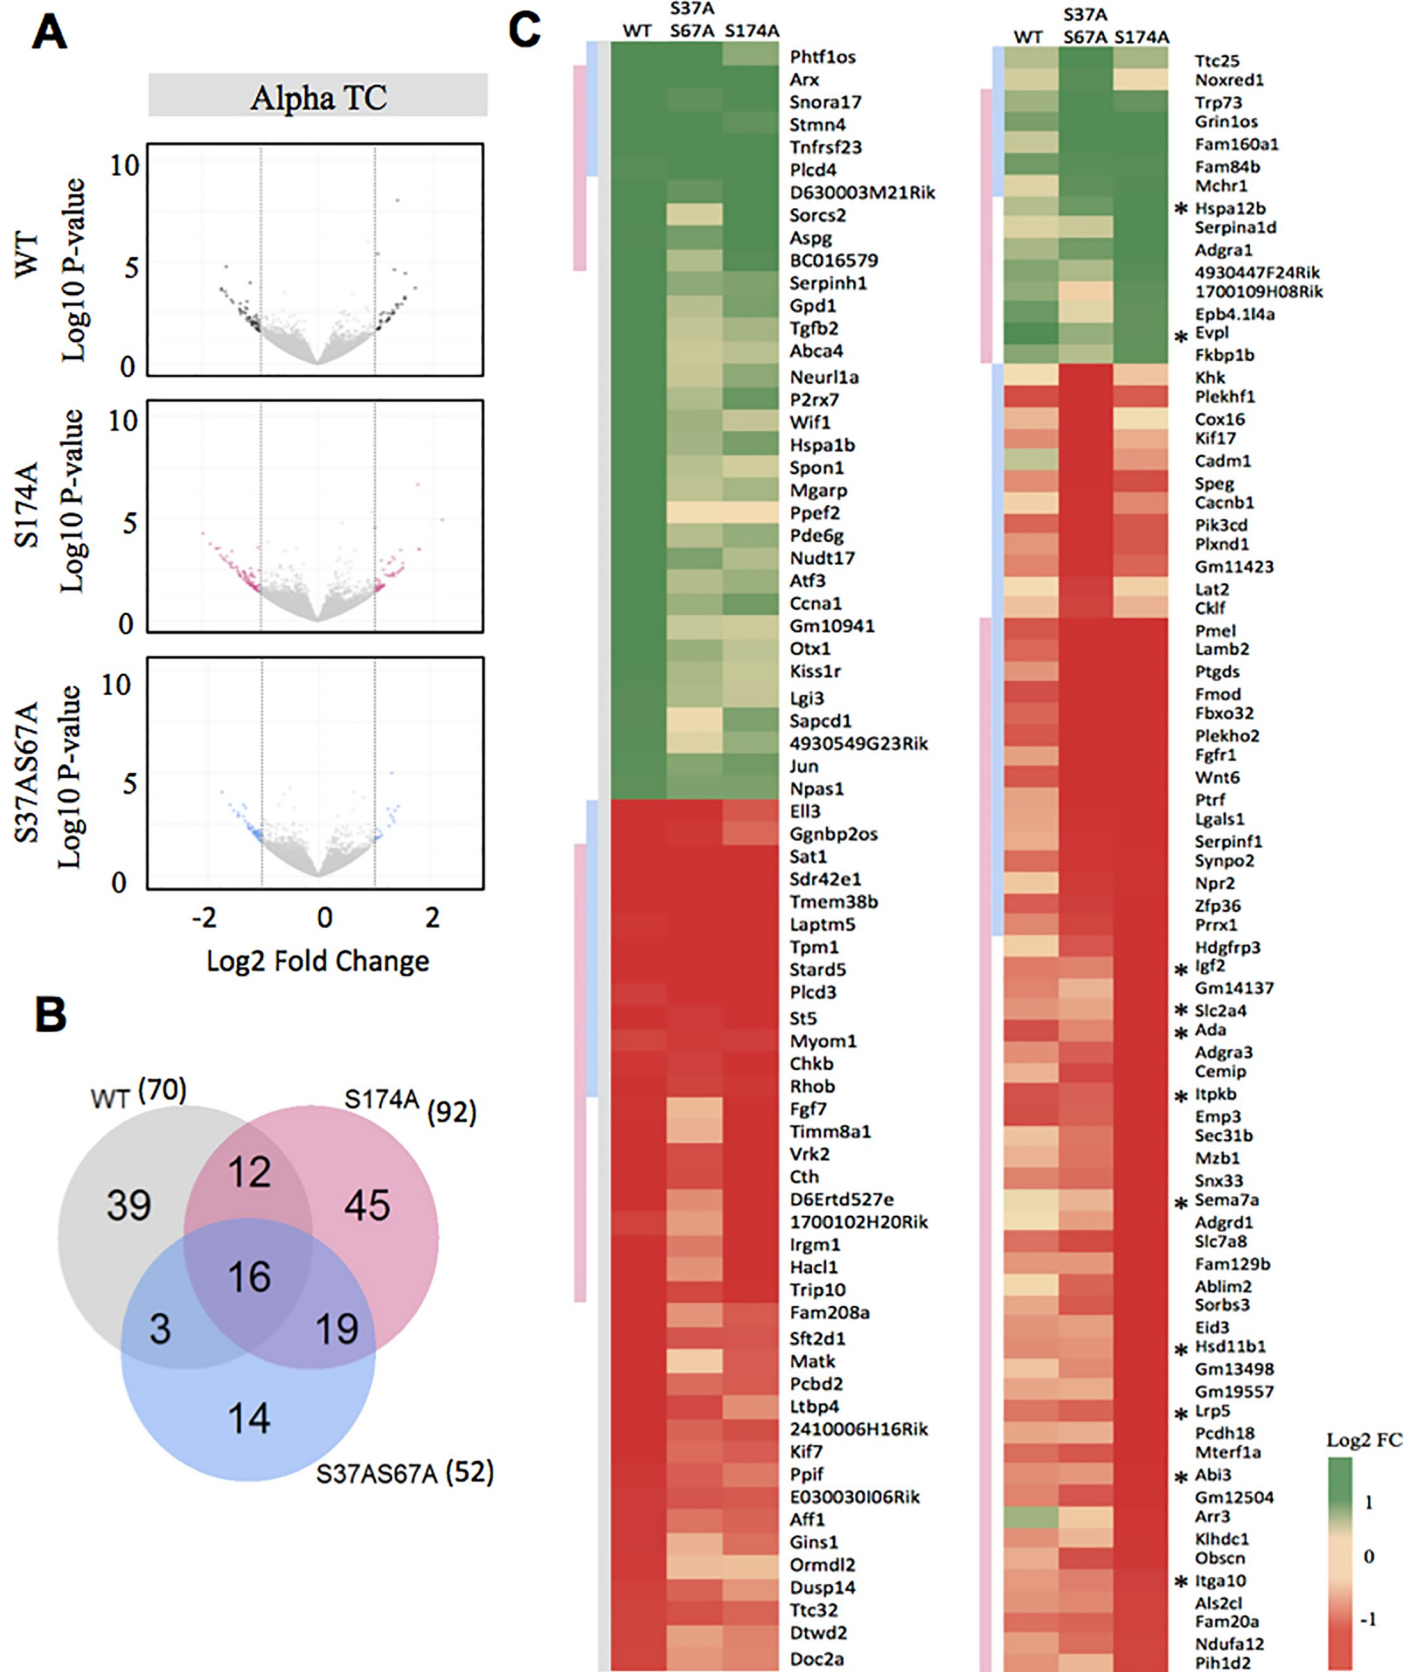 A
Alpha TC
10
5
0
WT
Log10 P-value
10
5
0
S174A
Log10 P-value
10
5
0
S37AS67A
Log10 P-value
-2 0 2
Log2 Fold Change
B
WT (70)
S174A (92)
12
39
45
16
3
19
14
S37AS67A (52)
C
S37A
WT S67A S174A
Phtf1os
Arx
Snora17
Stmn4
Tnfrsf23
Plcd4
D630003M21Rik
Sorcs2
Aspg
BC016579
Serpinh1
Gpd1
Tgfb2
Abca4
Neurl1a
P2rx7
Wif1
Hspa1b
Spon1
Mgarp
Ppef2
Pde6g
Nudt17
Atf3
Ccna1
Gm10941
Otx1
Kiss1r
Lgi3
Sapcd1
4930549G23Rik
Jun
Npas1
Ell3
Ggnbp2os
Sat1
Sdr42e1
Tmem38b
Laptm5
Tpm1
Stard5
Plcd3
St5
Myom1
Chkb
Rhob
Fgf7
Timm8a1
Vrk2
Cth
D6Ertd527e
1700102H20Rik
Irgm1
Hacl1
Trip10
Fam208a
Sft2d1
Matk
Pcbd2
Ltbp4
2410006H16Rik
Kif7
Ppif
E030030I06Rik
Aff1
Gins1
Ormdl2
Dusp14
Ttc32
Dtwd2
Doc2a
S37A
WT S67A S174A
Ttc25
Noxred1
Trp73
Grin1os
Fam160a1
Fam84b
Mchr1
* Hspa12b
Serpina1d
Adgra1
4930447F24Rik
1700109H08Rik
Epb4.1l4a
* Evpl
Fkbp1b
Khk
Plekhf1
Cox16
Kif17
Cadm1
Speg
Cacnb1
Pik3cd
Plxnd1
Gm11423
Lat2
Cklf
Pmel
Lamb2
Ptgds
Fmod
Fbxo32
Plekho2
Fgfr1
Wnt6
Ptrf
Lgals1
Serpinf1
Synpo2
Npr2
Zfp36
Prrx1
Hdgfrp3
* Igf2
Gm14137
* Slc2a4
* Ada
Adgra3
Cemip
* Itpkb
Emp3
Sec31b
Mzb1
Snx33
* Sema7a
Adgrd1
Slc7a8
Fam129b
Ablim2
Sorbs3
Eid3
* Hsd11b1
Gm13498
Gm19557
* Lrp5
Pcdh18
Mterf1a
* Abi3
Gm12504
Arr3
Klhdc1
Obscn
* Itga10
Als2cl
Fam20a
Ndufa12
Pih1d2
Log2 FC
1
0
-1